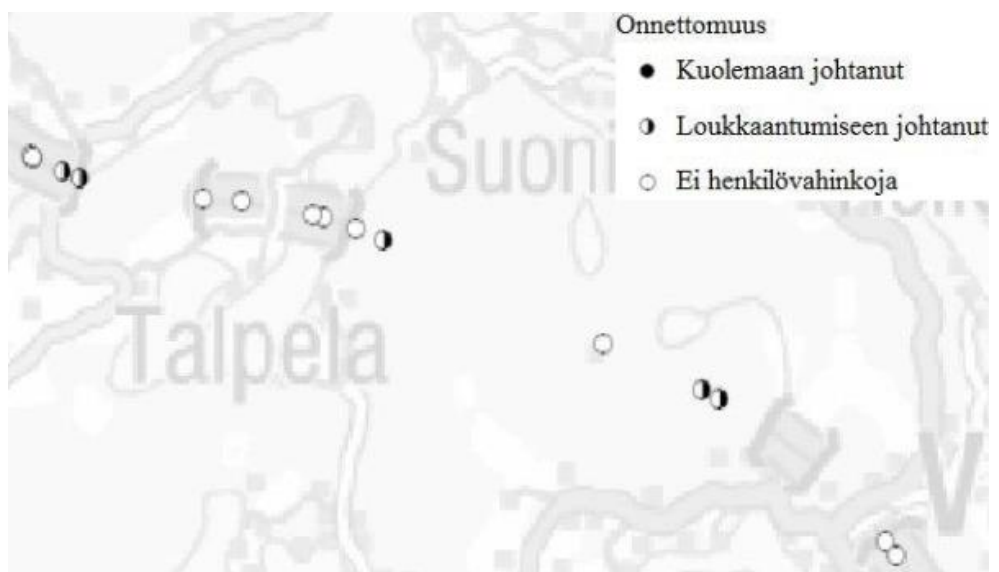 Onnettomuus
Kuolemaan johtanut
Loukkaantumiseen johtanut
Ei henkilövahinkoja
Suoni
Talpela
V